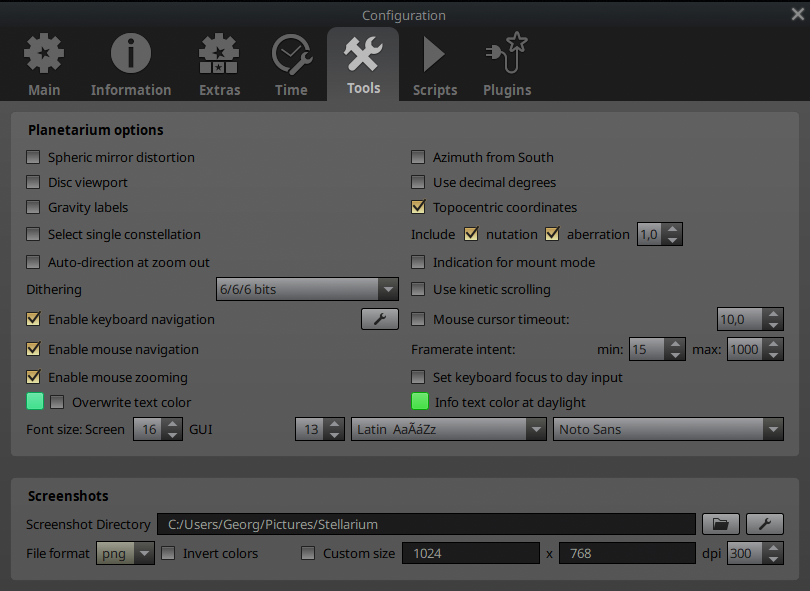 Configuration
Main Information Extras Time Tools Scripts Plugins
Planetarium options
Spheric mirror distortion Azimuth from South
Disc viewport Use decimal degrees
Gravity labels Topocentric coordinates
Select single constellation Include nutation aberration 1,0
Auto-direction at zoom out Indication for mount mode
Dithering 6/6/6 bits Use kinetic scrolling
Enable keyboard navigation Mouse cursor timeout: 10,0
Enable mouse navigation Framerate intent: min: 15 max: 1000
Enable mouse zooming Set keyboard focus to day input
Overwrite text color Info text color at daylight
Font size: Screen 16 GUI 13 Latin AaÃáZz Noto Sans
Screenshots
Screenshot Directory C:/Users/Georg/Pictures/Stellarium
File format png Invert colors Custom size 1024 x 768 dpi 300